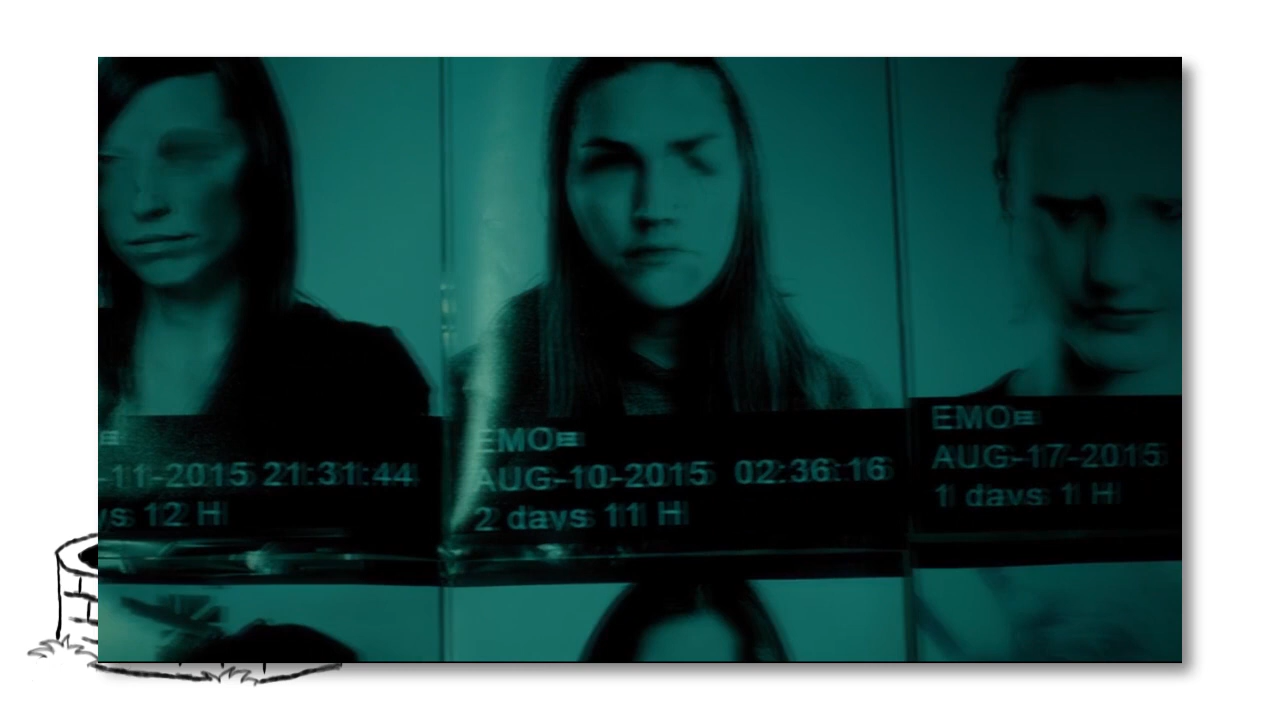 -11-2015 21:31:44
ys 12 H
EMO
AUG-10-2015 02:36:16
2 days 11 H
EMO
AUG-17-2015
1 days 1 H